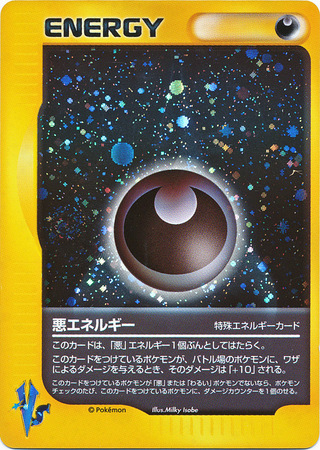 ENERGY
悪エネルギー 特殊エネルギーカード
このカードは、「悪」エネルギー1個ぶんとしてはたらく。
このカードをつけているポケモンが、バトル場のポケモンに、ワザ
によるダメージを与えるとき、そのダメージは「+10」される。
このカードをつけているポケモンが「悪」または「わるい」ポケモンでないなら、ポケモン
チェックのたび、このカードをつけているポケモンに、ダメージカウンターを1個のせる。
VS
© Pokémon Illus.Milky Isobe